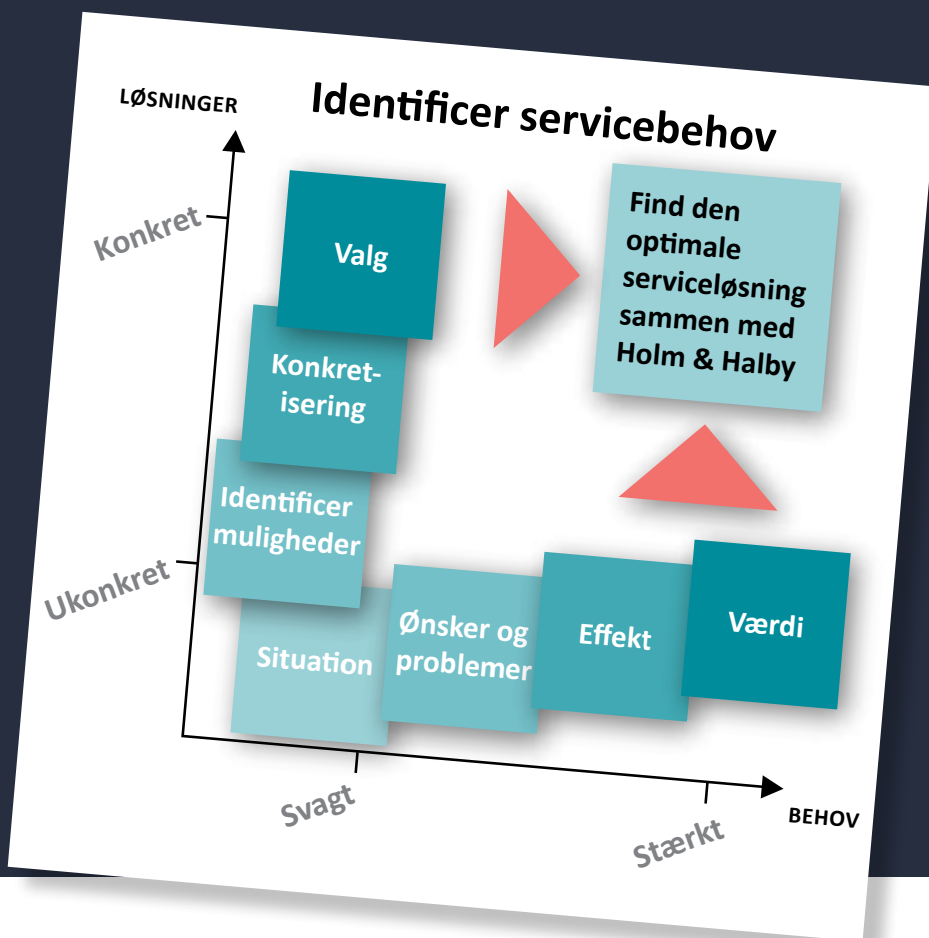 Identificer servicebehov
LØSNINGER
Konkret
Ukonkret
Valg
Konkret-
isering
Identificer
muligheder
Situation
Ønsker og
problemer
Effekt
Værdi
Find den
optimale
serviceløsning
sammen med
Holm & Halby
Svagt
Stærkt
BEHOV